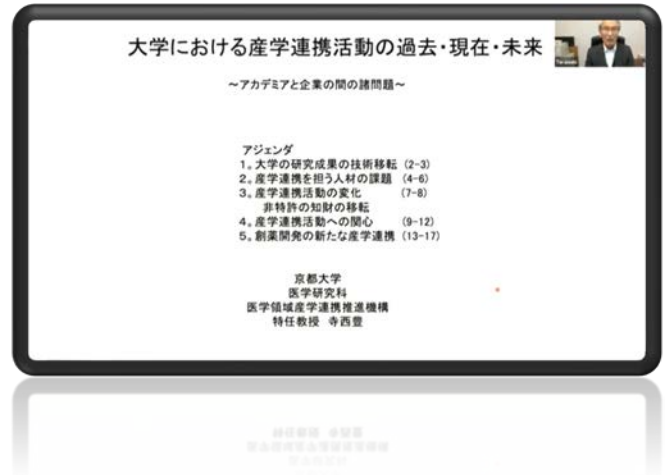 大学における産学連携活動の過去・現在・未来
～アカデミアと企業の間の諸問題～
アジェンダ
1。大学の研究成果の技術移転 (2-3)
2。産学連携を担う人材の課題 (4-6)
3。産学連携活動の変化 (7-8)
非特許の知財の移転
4。産学連携活動への関心 (9-12)
5。創薬開発の新たな産学連携 (13-17)
京都大学
医学研究科
医学領域産学連携推進機構
特任教授 寺西豊